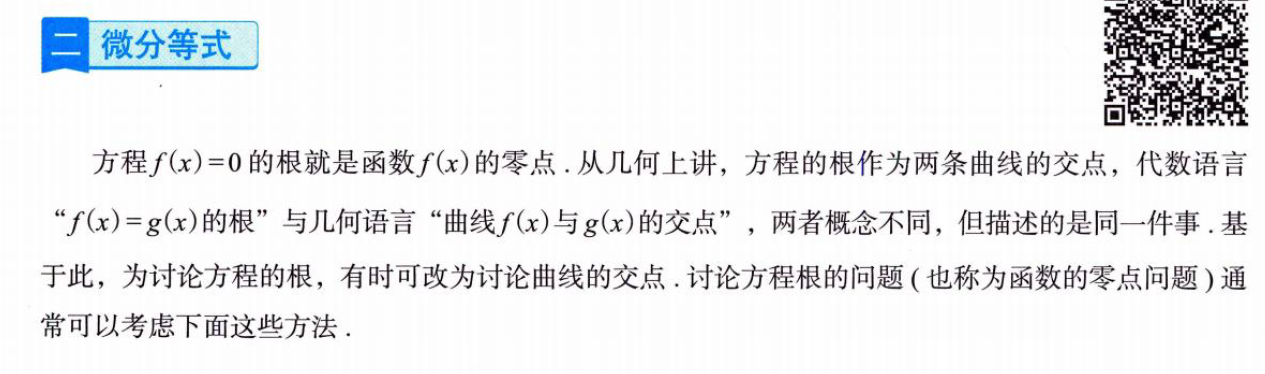 二 微分等式
方程f(x)=0的根就是函数f(x)的零点.从几何上讲，方程的根作为两条曲线的交点，代数语言
“f(x)=g(x)的根”与几何语言“曲线f(x)与g(x)的交点”，两者概念不同，但描述的是同一件事.基
于此，为讨论方程的根，有时可改为讨论曲线的交点.讨论方程根的问题(也称为函数的零点问题)通
常可以考虑下面这些方法.